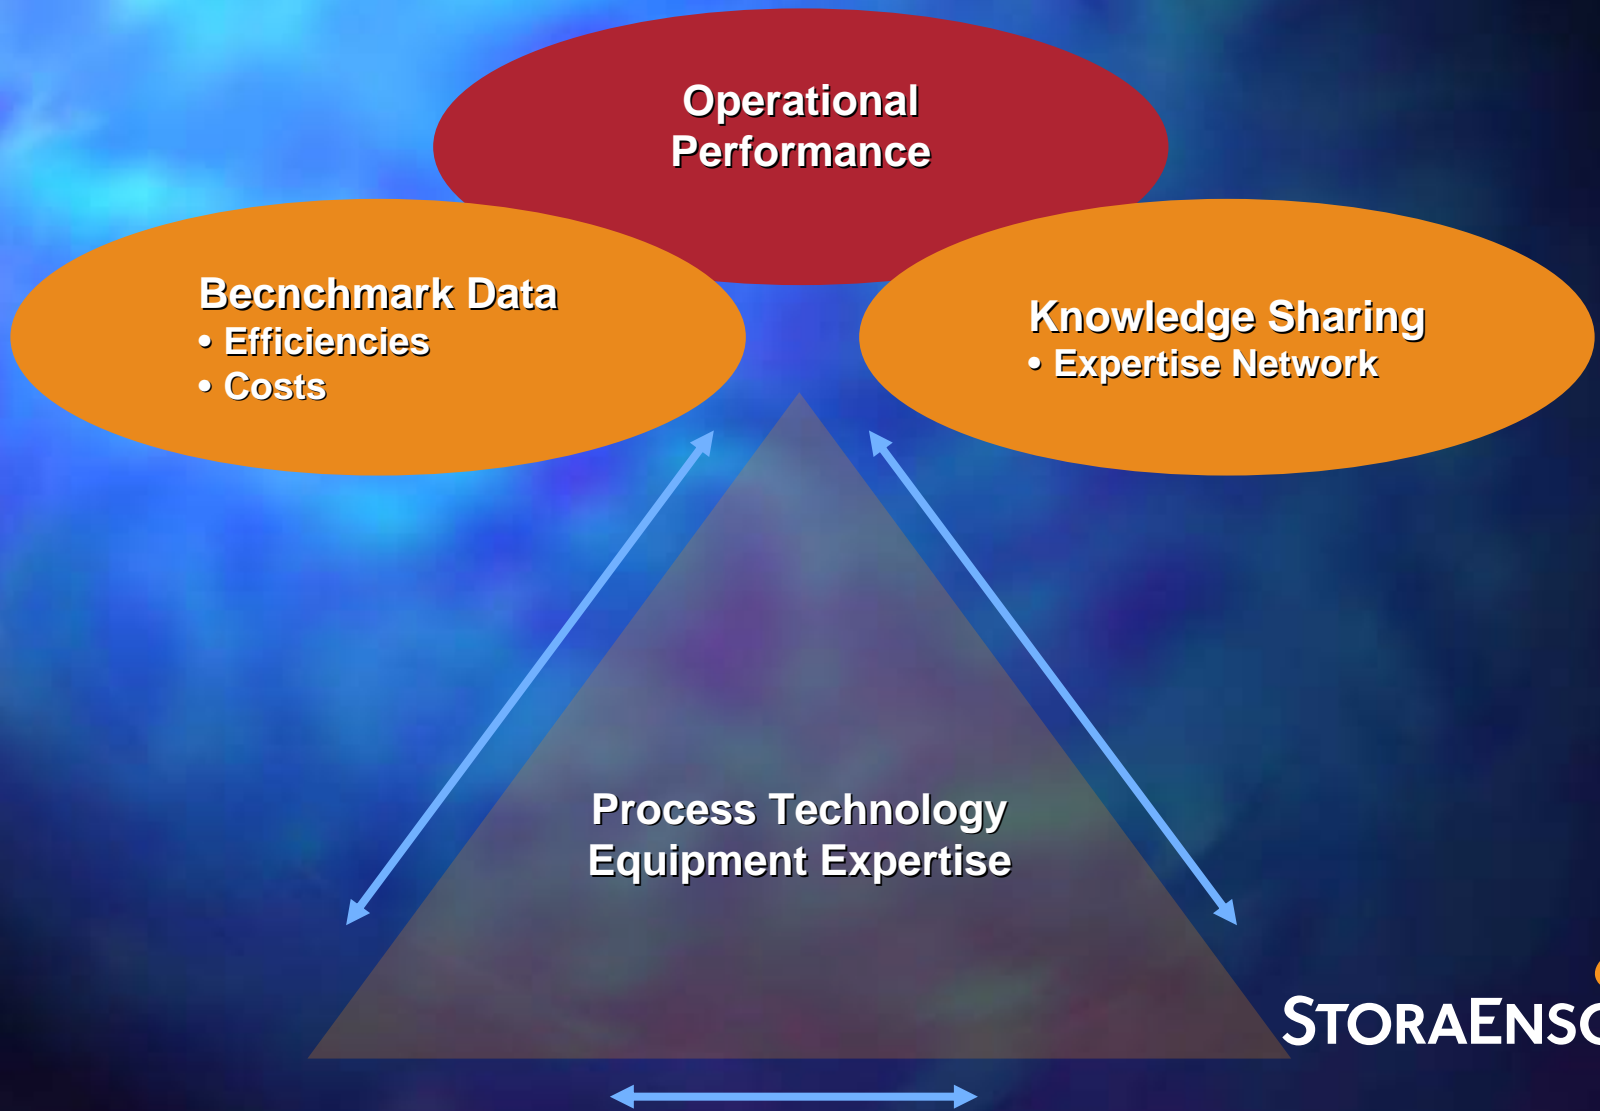 Operational
Performance
Becnchmark Data
• Efficiencies
• Costs
Knowledge Sharing
• Expertise Network
Process Technology
Equipment Expertise
STORAENSO